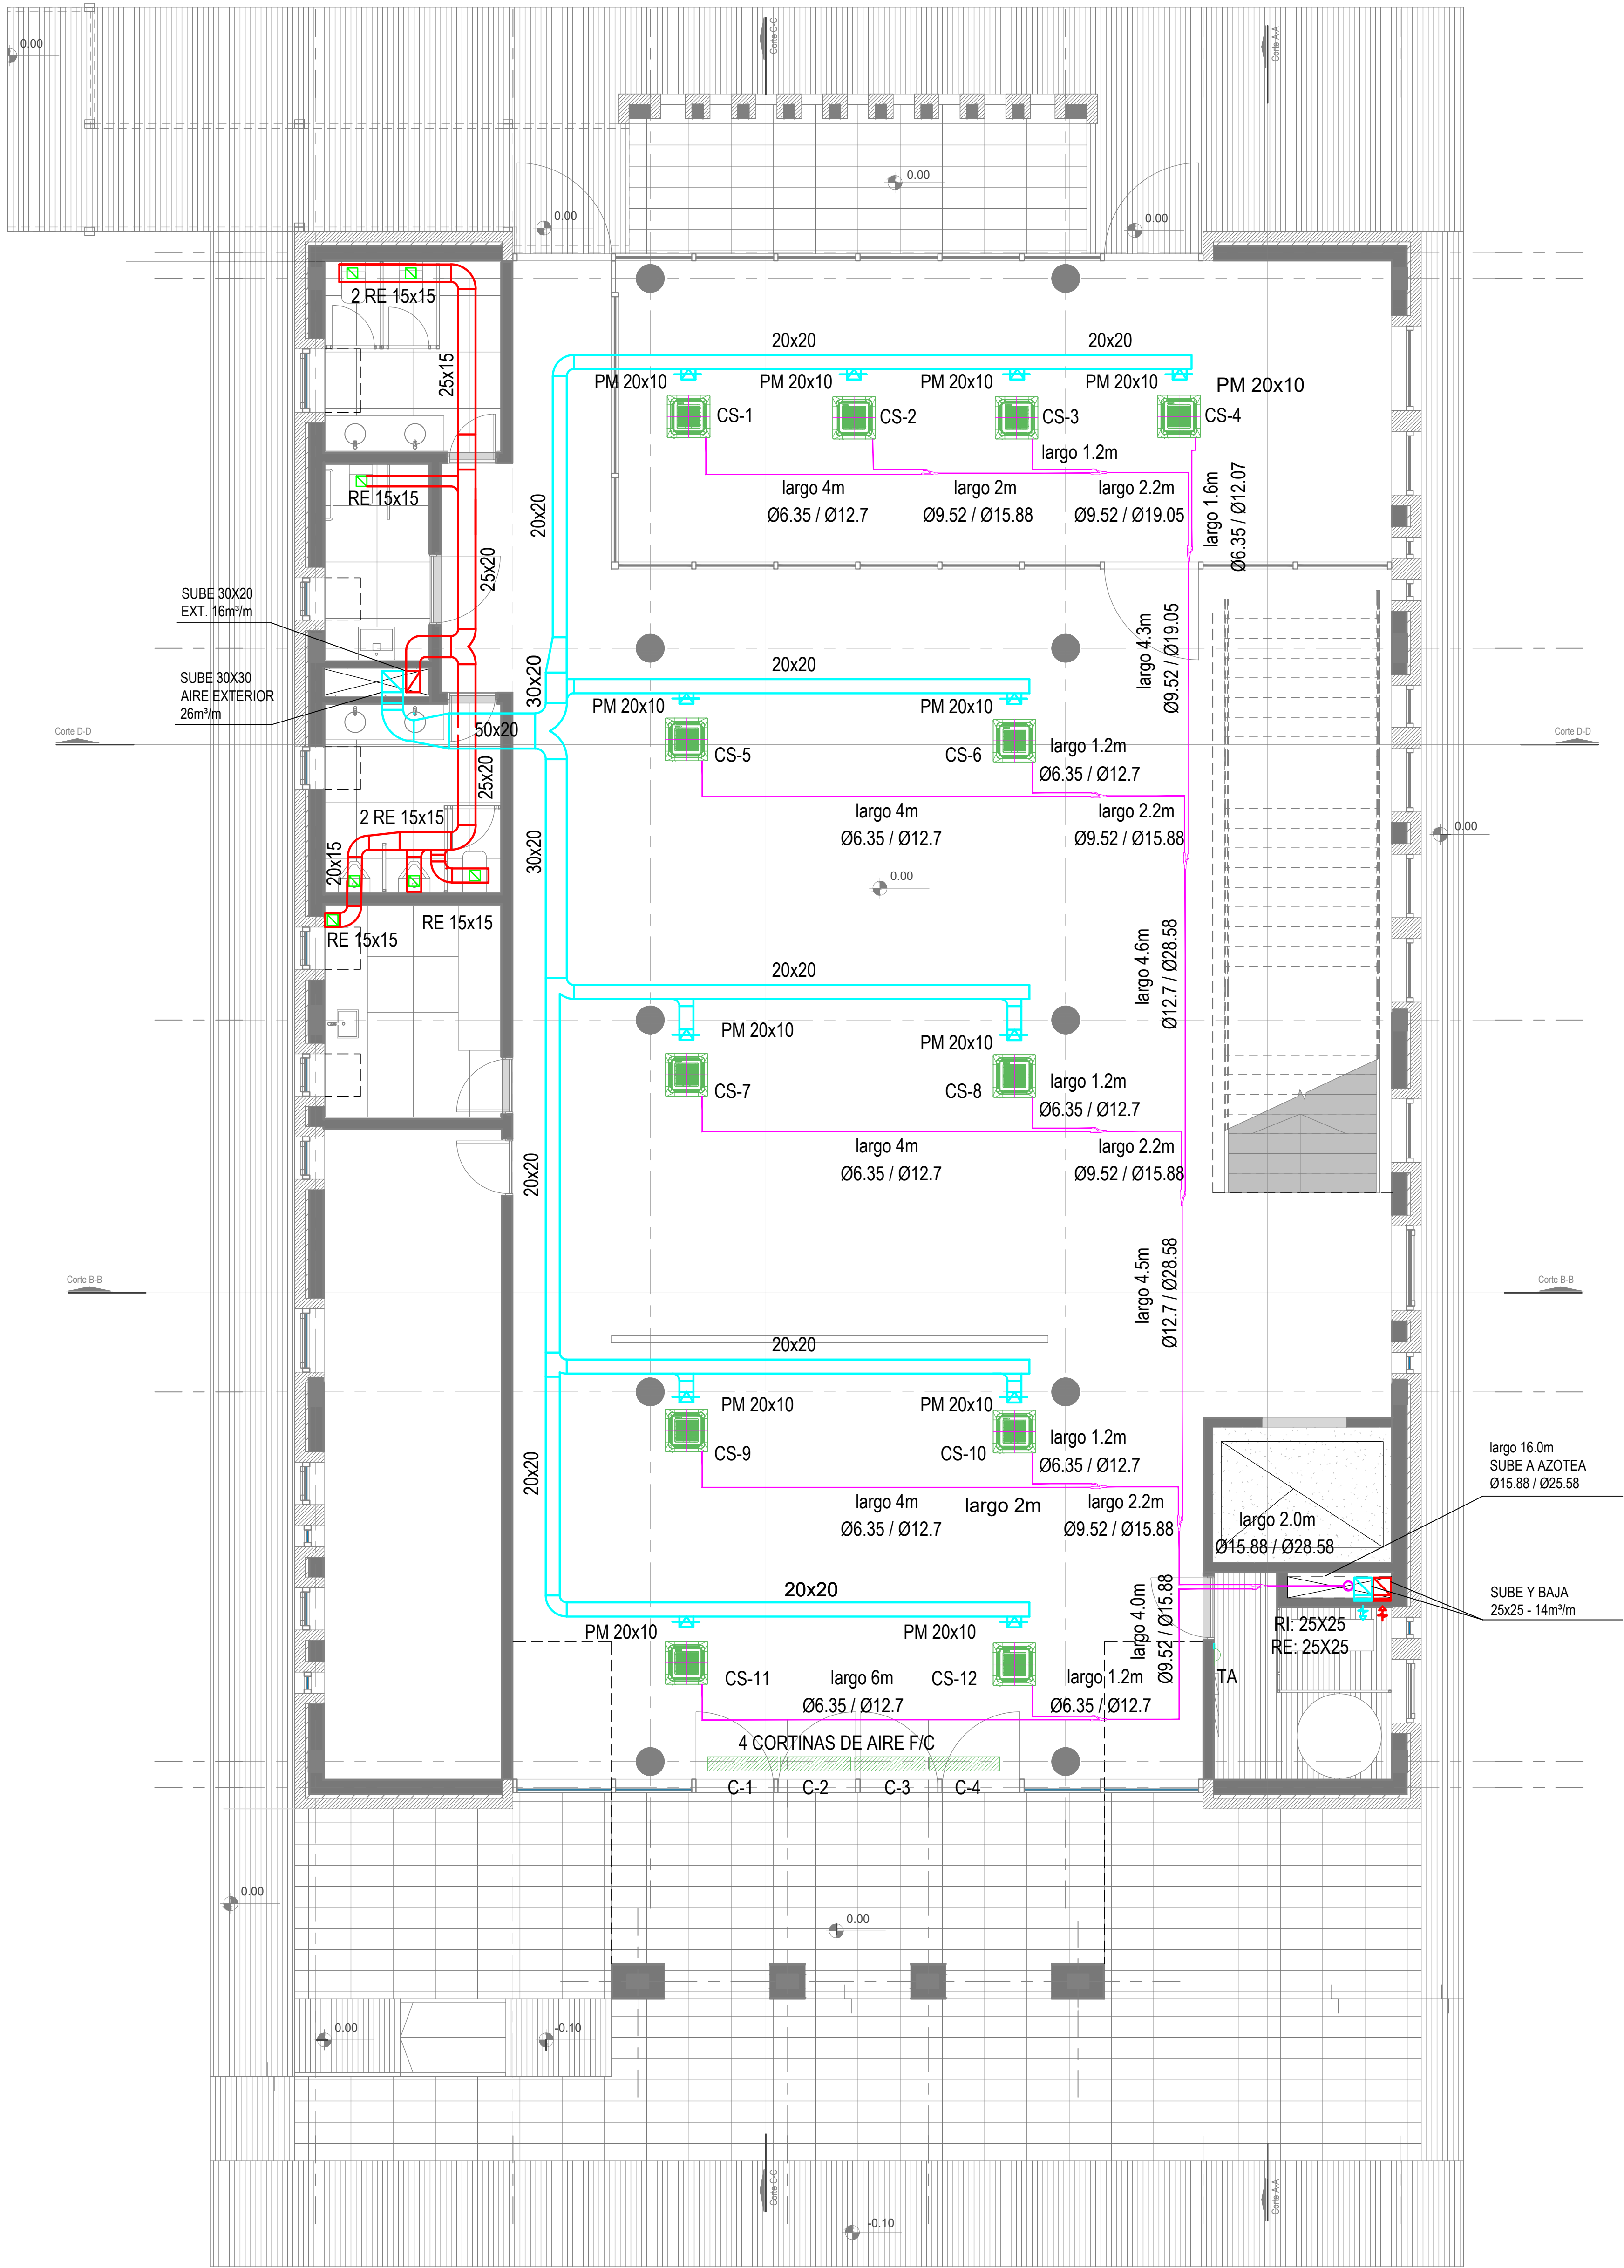 Corte C-C
Corte A-A
0.00
0.00
0.00
0.00
2 RE 15x15
25x15
20x20
20x20
PM 20x10
PM 20x10
PM 20x10
PM 20x10
PM 20x10
CS-1
CS-2
CS-3
CS-4
largo 1.2m
RE 15x15
20x20
largo 4m
Ø6.35 / Ø12.7
largo 2m
Ø9.52 / Ø15.88
largo 2.2m
Ø9.52 / Ø19.05
largo 1.6m
Ø6.35 / Ø12.07
25x20
SUBE 30X20
EXT. 16m³/m
SUBE 30X30
AIRE EXTERIOR
26m³/m
30x20
20x20
largo 4.3m
Ø9.52 / Ø19.05
PM 20x10
PM 20x10
50x20
Corte D-D
Corte D-D
CS-5
CS-6
largo 1.2m
Ø6.35 / Ø12.7
25x20
2 RE 15x15
20x15
30x20
largo 4m
Ø6.35 / Ø12.7
largo 2.2m
Ø9.52 / Ø15.88
0.00
0.00
RE 15x15
RE 15x15
20x20
largo 4.6m
Ø12.7 / Ø28.58
PM 20x10
PM 20x10
CS-7
CS-8
largo 1.2m
Ø6.35 / Ø12.7
20x20
largo 4m
Ø6.35 / Ø12.7
largo 2.2m
Ø9.52 / Ø15.88
Corte B-B
Corte B-B
largo 4.5m
Ø12.7 / Ø28.58
20x20
PM 20x10
PM 20x10
CS-9
CS-10
largo 1.2m
Ø6.35 / Ø12.7
20x20
largo 4m
Ø6.35 / Ø12.7
largo 2m
largo 2.2m
Ø9.52 / Ø15.88
largo 16.0m
SUBE A AZOTEA
Ø15.88 / Ø25.58
largo 2.0m
Ø15.88 / Ø28.58
20x20
PM 20x10
PM 20x10
largo 4.0m
Ø9.52 / Ø15.88
SUBE Y BAJA
25x25 - 14m³/m
RI: 25X25
RE: 25X25
CS-11
CS-12
largo 6m
Ø6.35 / Ø12.7
largo 1.2m
Ø6.35 / Ø12.7
TA
4 CORTINAS DE AIRE F/C
C-1
C-2
C-3
C-4
0.00
0.00
0.00
-0.10
Corte C-C
Corte A-A
-0.10